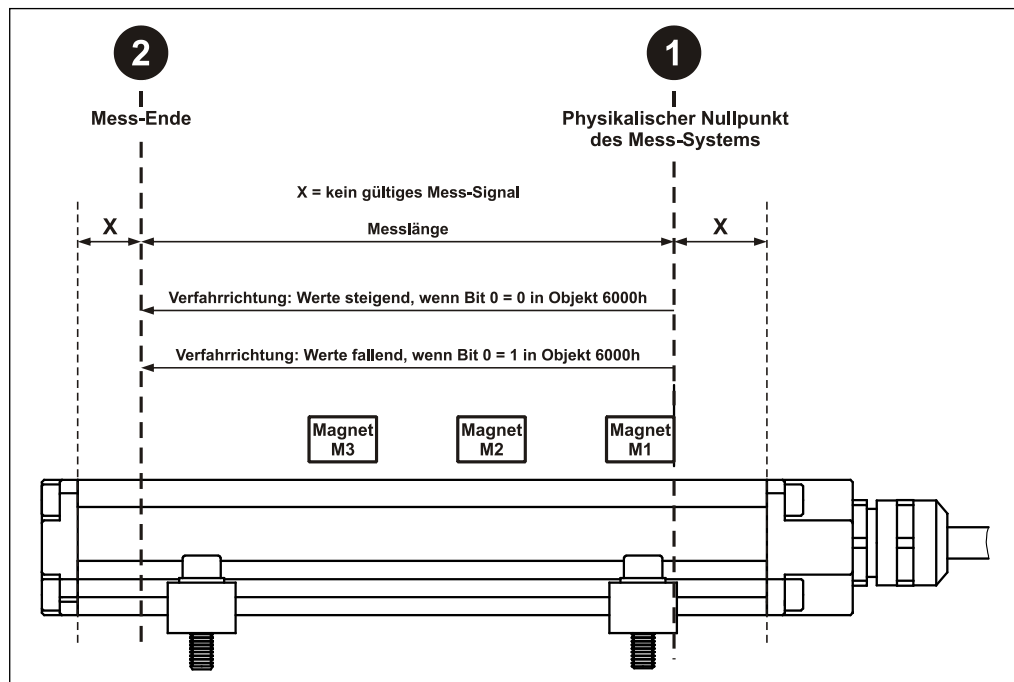 2
1
Mess-Ende
Physikalischer Nullpunkt
des Mess-Systems
X = kein gültiges Mess-Signal
X
Messlänge
X
Verfahrrichtung: Werte steigend, wenn Bit 0 = 0 in Objekt 6000h
Verfahrrichtung: Werte fallend, wenn Bit 0 = 1 in Objekt 6000h
Magnet
M3
Magnet
M2
Magnet
M1